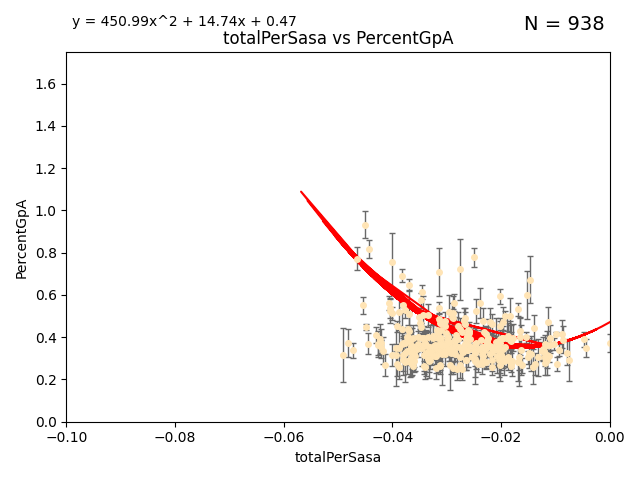 y = 450.99x^2 + 14.74x + 0.47
N = 938
totalPerSasa vs PercentGpA
1.6
1.4
1.2
1.0
0.8
0.6
0.4
0.2
0.0
PercentGpA
−0.10 −0.08 −0.06 −0.04 −0.02 0.00
totalPerSasa